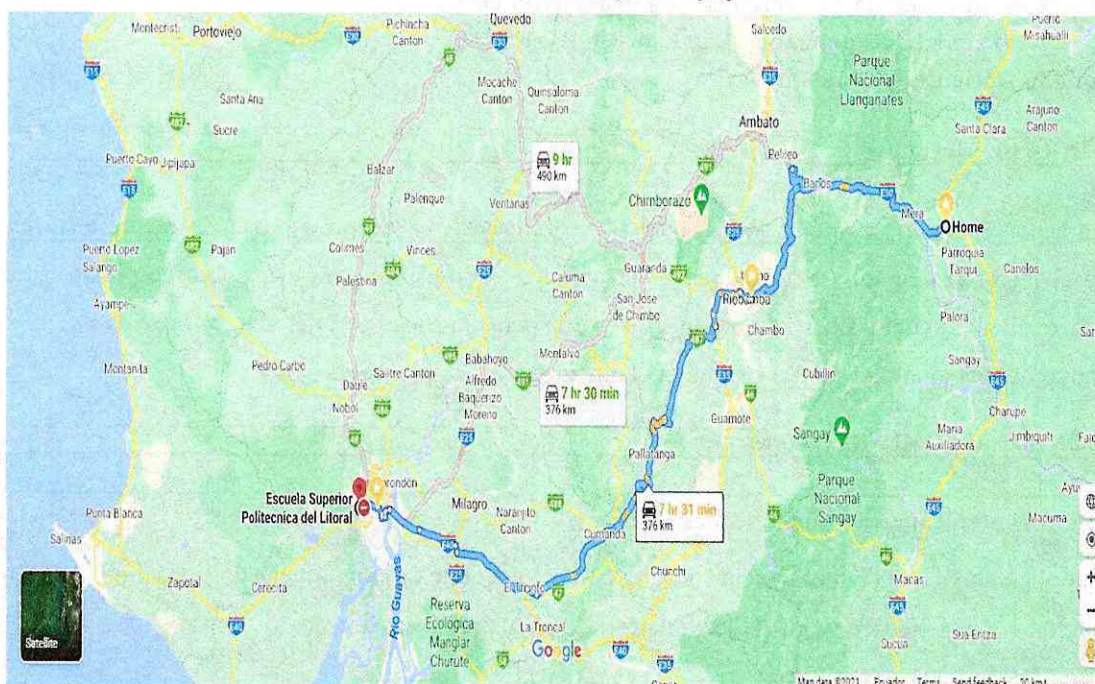 Montecristi
Portoviejo
Pichincha
Canton
Quevedo
Salcedo
Puerto
Misahualli
Santa Ana
Sucre
Mocache
Canton
Quinsaloma
Canton
Ambato
Parque
Nacional
Llanganates
Santa Clara
Arajuno
Canton
Puerto Cayo
Jipijapa
Balzar
Palenque
9 hr
490 km
Pelileo
Baños
Chimborazo
Mera
Home
Ventanas
Puerto Lopez
Salango
Pajan
Colimes
Vinces
Guaranda
Parroquia
Tarqui
Canelos
Palestina
Caluma
Canton
San Jose
de Chimbo
Riobamba
Ayampe
Chambo
Palora
Montanita
Pedro Carbo
Babahoyo
Montalvo
Cubillin
Sangay
Salitre Canton
Daule
Nobol
Alfredo
Baquerizo
Moreno
7 hr 30 min
376 km
Guamote
Charupe
Sangay
Maria
Auxiliadora
Jimbiquiti
Pallatanga
Escuela Superior
Politecnica del Litoral
Milagro
Naranjito
Canton
7 hr 31 min
376 km
Parque
Nacional
Sangay
Macuma
Punta Blanca
Salinas
Cumanda
Chunchi
Zapotal
Cerecita
Rio Guayas
El Triunfo
Macas
Reserva
Ecológica
Manglar
Churute
La Troncal
Google
Sucua
Satellite
Map data ©2021 Ecuador Terms Send feedback 20 km